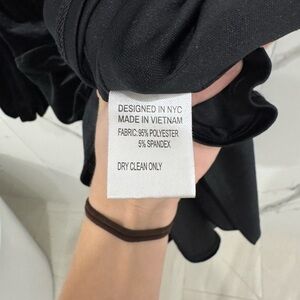 DESIGNED IN NYC
MADE IN VIETNAM
FABRIC: 95% POLYESTER
5% SPANDEX
DRY CLEAN ONLY